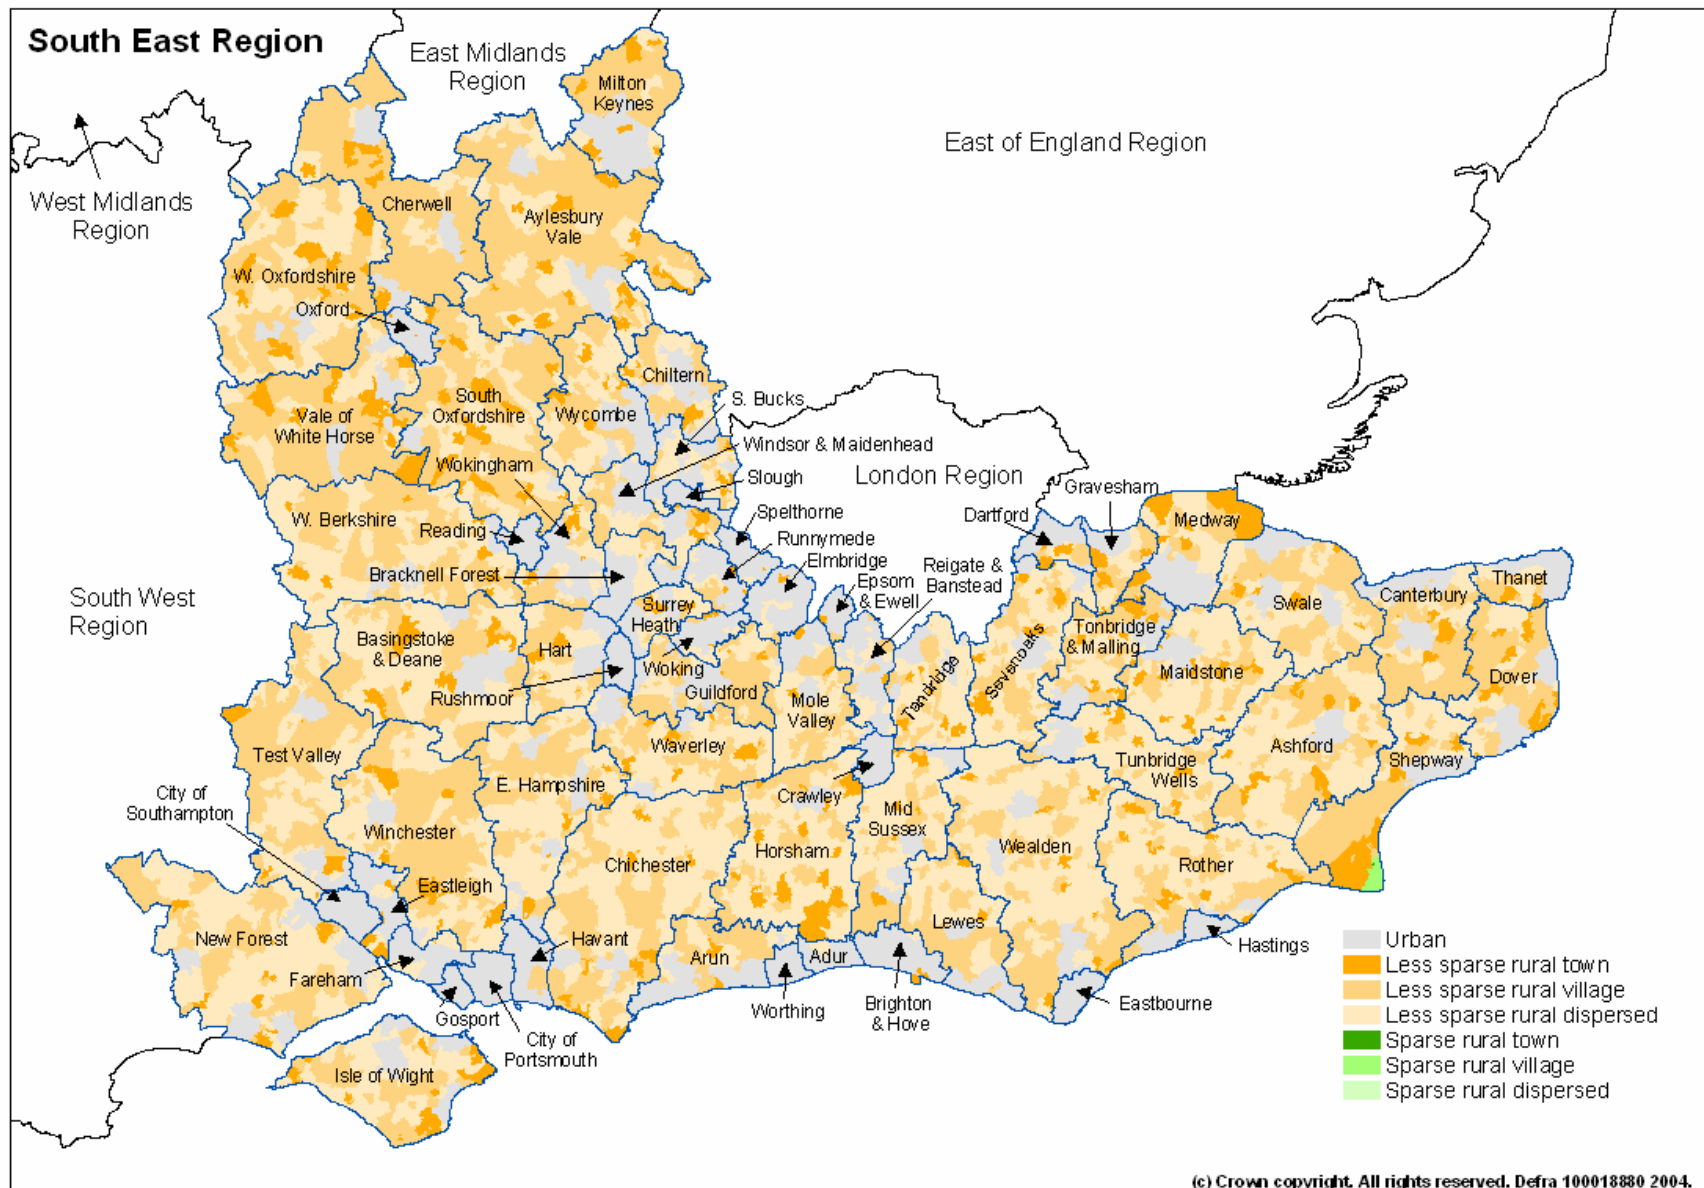 South East Region
East Midlands
Region
Milton
Keynes
East of England Region
West Midlands
Region
Cherwell
Aylesbury
Vale
W. Oxfordshire
Oxford
Chiltern
S. Bucks
South
Oxfordshire
Wycombe
Vale of
White Horse
Windsor & Maidenhead
Wokingham
London Region
Slough
Gravesham
Dartford
Medway
W. Berkshire
Reading
Spelthorne
Runnymede
Elmbridge
Reigate &
Banstead
Epsom
& Ewell
Bracknell Forest
Thanet
Canterbury
Swale
South West
Region
Surrey
Heath
Basingstoke
& Deane
Hart
Tonbridge
& Malling
Woking
Rushmoor
Guildford
Tandridge
Sevenoaks
Maidstone
Dover
Mole
Valley
Waverley
Test Valley
Ashford
Shepway
Tunbridge
Wells
E. Hampshire
City of
Southampton
Crawley
Mid
Sussex
Winchester
Wealden
Horsham
Chichester
Rother
Eastleigh
Lewes
New Forest
Havant
Fareham
Arun
Adur
Hastings
Gosport
Worthing
Brighton
& Hove
Eastbourne
City of
Portsmouth
Isle of Wight
Urban
Less sparse rural town
Less sparse rural village
Less sparse rural dispersed
Sparse rural town
Sparse rural village
Sparse rural dispersed
(c) Crown copyright. All rights reserved. Defra 100018880 2004.